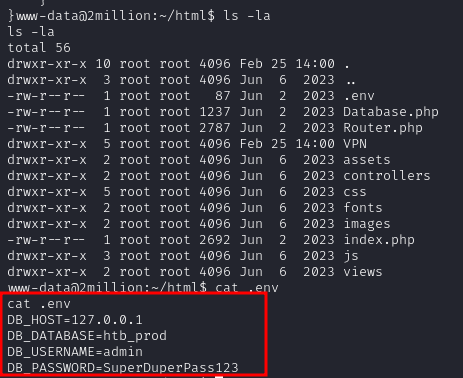 }www-data@2million:~/html$ ls -la
ls -la
total 56
drwxr-xr-x 10 root root 4096 Feb 25 14:00 .
drwxr-xr-x  3 root root 4096 Jun  6  2023 ..
-rw-r--r--  1 root root   87 Jun  2  2023 .env
-rw-r--r--  1 root root 1237 Jun  2  2023 Database.php
-rw-r--r--  1 root root 2787 Jun  2  2023 Router.php
drwxr-xr-x  5 root root 4096 Feb 25 14:00 VPN
drwxr-xr-x  2 root root 4096 Jun  6  2023 assets
drwxr-xr-x  2 root root 4096 Jun  6  2023 controllers
drwxr-xr-x  5 root root 4096 Jun  6  2023 css
drwxr-xr-x  2 root root 4096 Jun  6  2023 fonts
drwxr-xr-x  2 root root 4096 Jun  6  2023 images
-rw-r--r--  1 root root 2692 Jun  2  2023 index.php
drwxr-xr-x  3 root root 4096 Jun  6  2023 js
drwxr-xr-x  2 root root 4096 Jun  6  2023 views
www-data@2million:~/html$ cat .env
cat .env
DB_HOST=127.0.0.1
DB_DATABASE=htb_prod
DB_USERNAME=admin
DB_PASSWORD=SuperDuperPass123